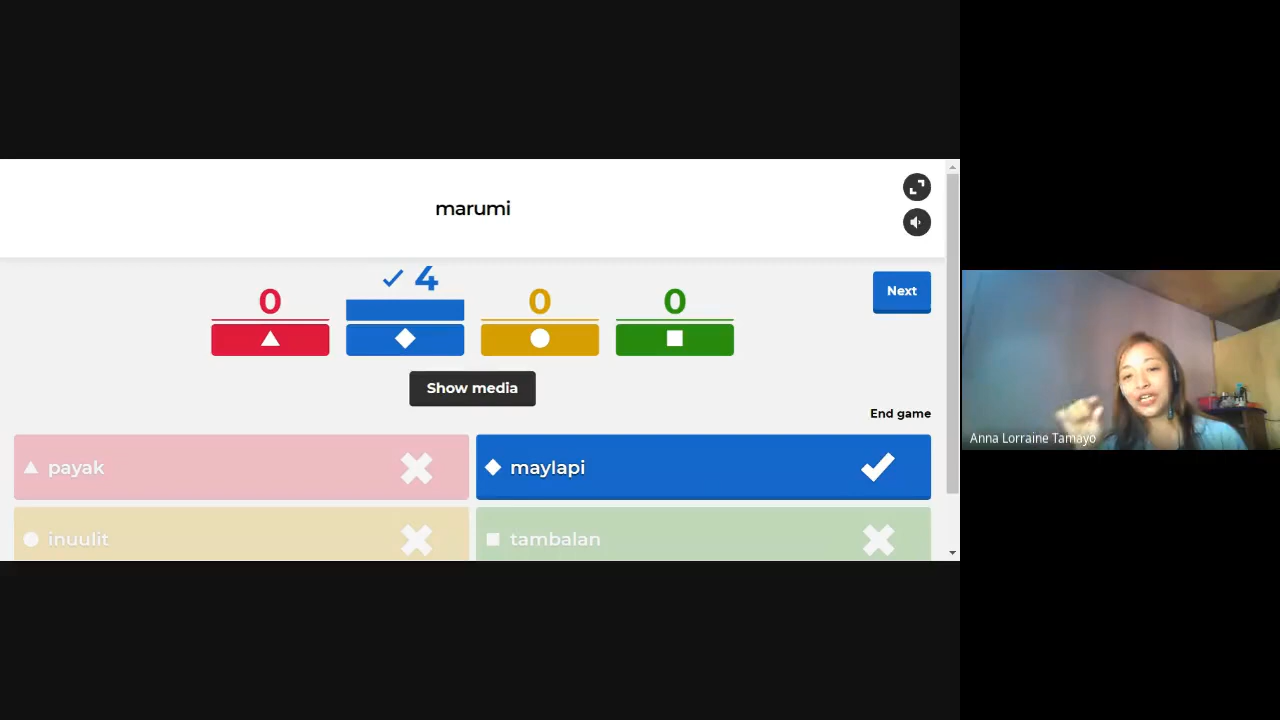 marumi
0
4
0
0
Next
Show media
End game
payak
maylapi
inuulit
tambalan
Anna Lorraine Tamayo